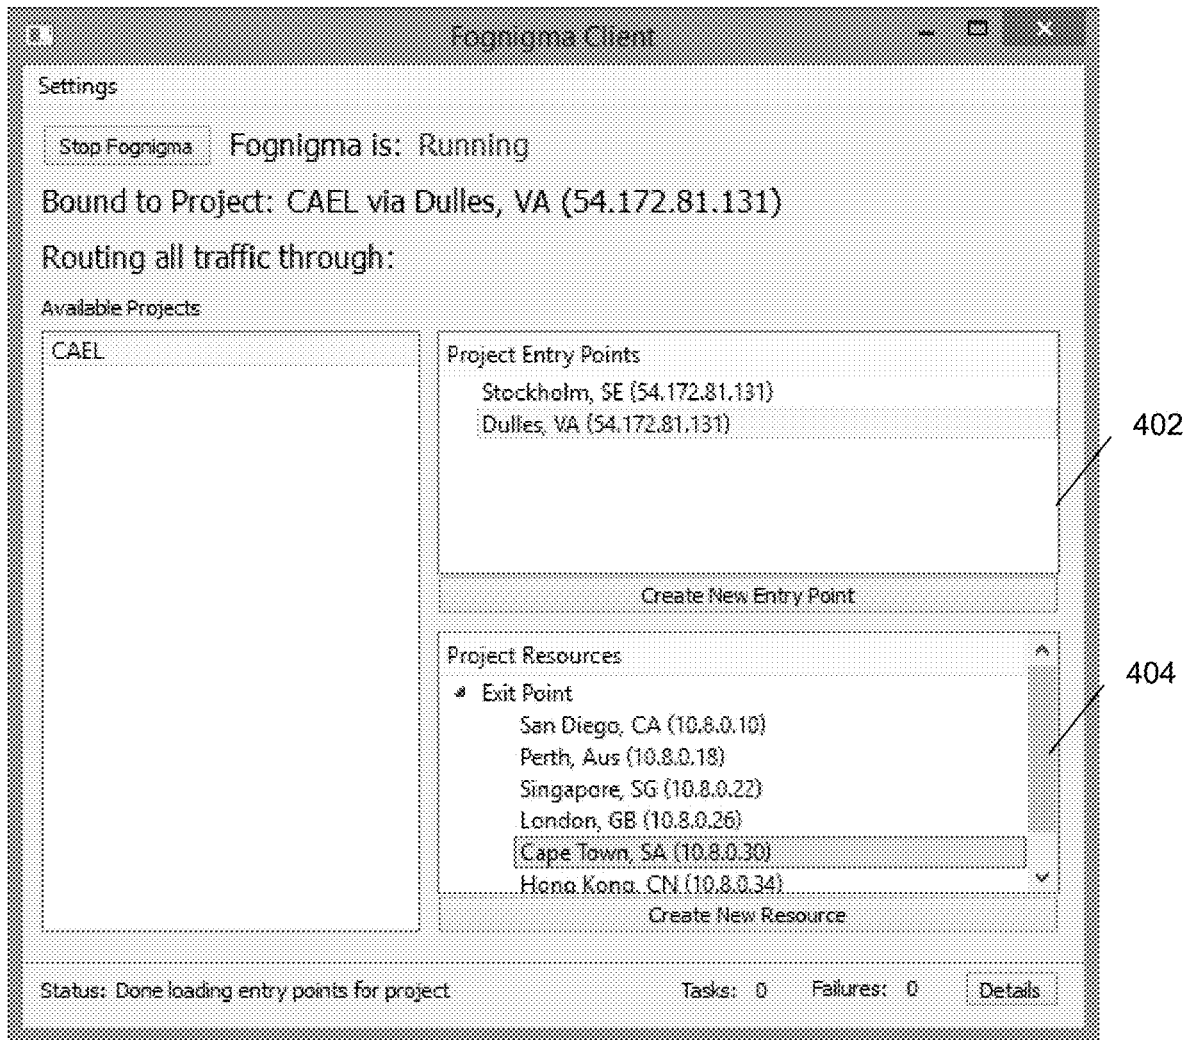 Fognigma Client
Settings
Stop Fognigma Fognigma is: Running
Bound to Project: CAEL via Dulles, VA (54.172.81.131)
Routing all traffic through:
Available Projects
CAEL
Project Entry Points
Stockholm, SE (54.172.81.131)
Dulles, VA (54.172.81.131)
402
Create New Entry Point
Project Resources
404
Exit Point
San Diego, CA (10.8.0.10)
Perth, Aus (10.8.0.18)
Singapore, SG (10.8.0.22)
London, GB (10.8.0.26)
Cape Town, SA (10.8.0.30)
Hong Kong, CN (10.8.0.34)
Create New Resource
Status: Done loading entry points for project Tasks: 0 Failures: 0 Details